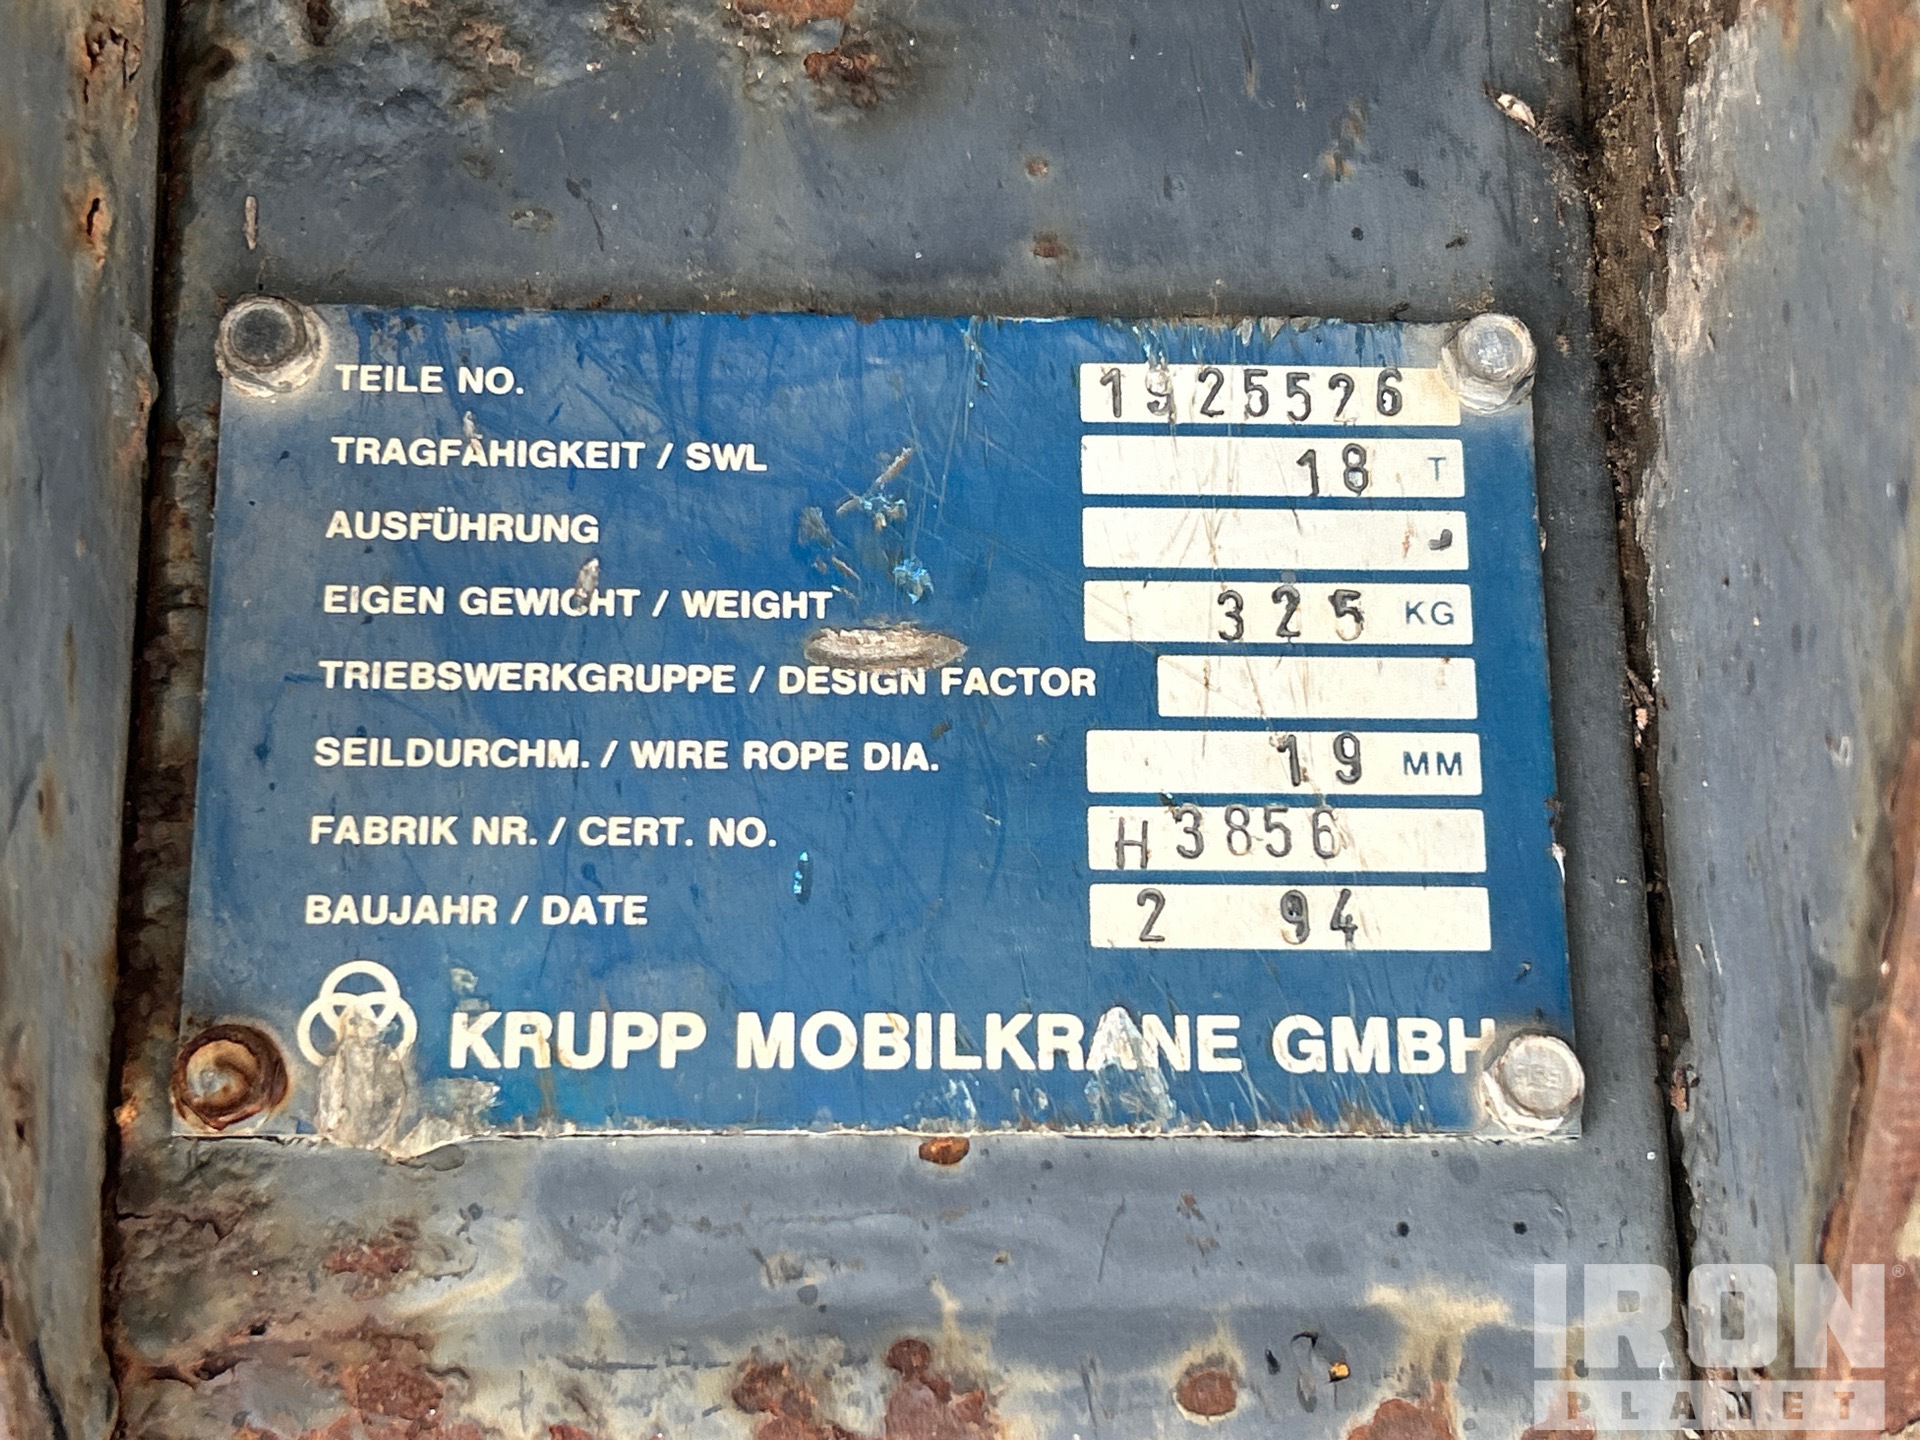 TEILE NO. 1925526
TRAGFÄHIGKEIT / SWL 18 T
AUSFÜHRUNG
EIGEN GEWICHT / WEIGHT 325 KG
TRIEBSWERKGRUPPE / DESIGN FACTOR
SEILDURCHM. / WIRE ROPE DIA. 19 MM
FABRIK NR. / CERT. NO. H3856
BAUJAHR / DATE 2 94
KRUPP MOBILKRANE GMBH
IRON®
PLANET